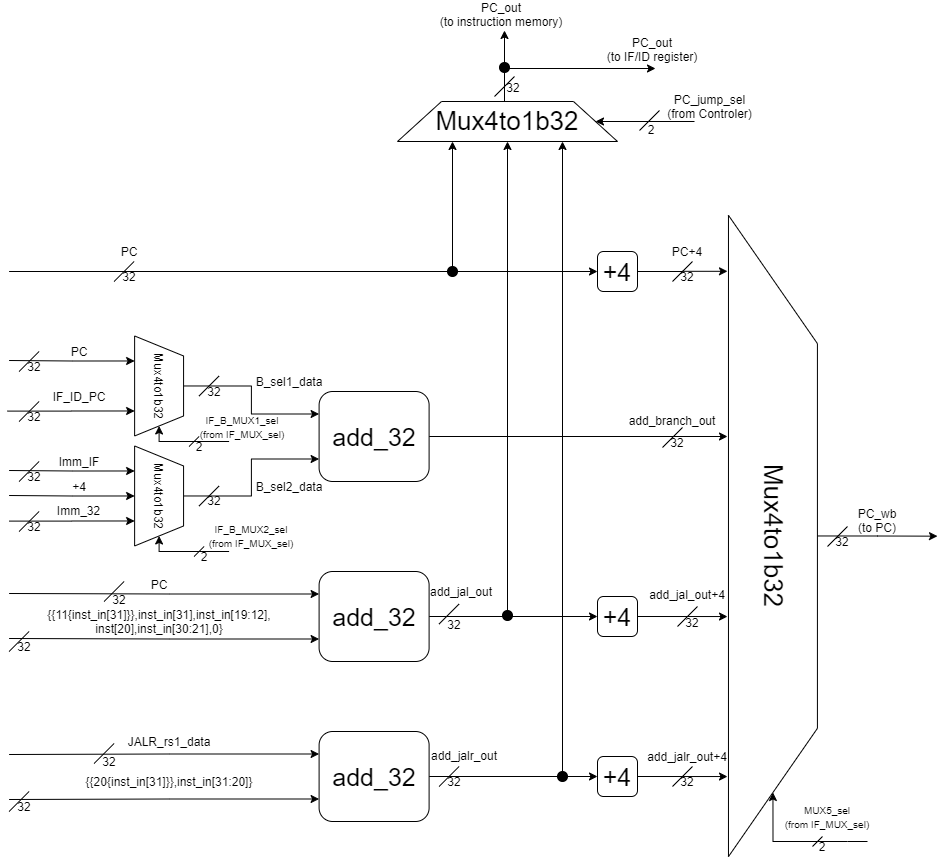 PC_out
(to instruction memory)
PC_out
(to IF/ID register)
32
PC_jump_sel
(from Controler)
2
Mux4to1b32
PC
32
+4
PC+4
32
PC
32
Mux4to1b32
IF_ID_PC
32
32
B_sel1_data
IF_B_MUX1_sel
(from IF_MUX_sel)
2
add_32
add_branch_out
32
Imm_IF
32
+4
Imm_32
32
Mux4to1b32
32
B_sel2_data
IF_B_MUX2_sel
(from IF_MUX_sel)
2
Mux4to1b32
PC_wb
(to PC)
32
PC
32
{{11{inst_in[31]}},inst_in[31],inst_in[19:12],
inst[20],inst_in[30:21],0}
32
add_32
add_jal_out
32
+4
add_jal_out+4
32
JALR_rs1_data
32
{{20{inst_in[31]}},inst_in[31:20]}
32
add_32
add_jalr_out
32
+4
add_jalr_out+4
32
MUX5_sel
(from IF_MUX_sel)
2